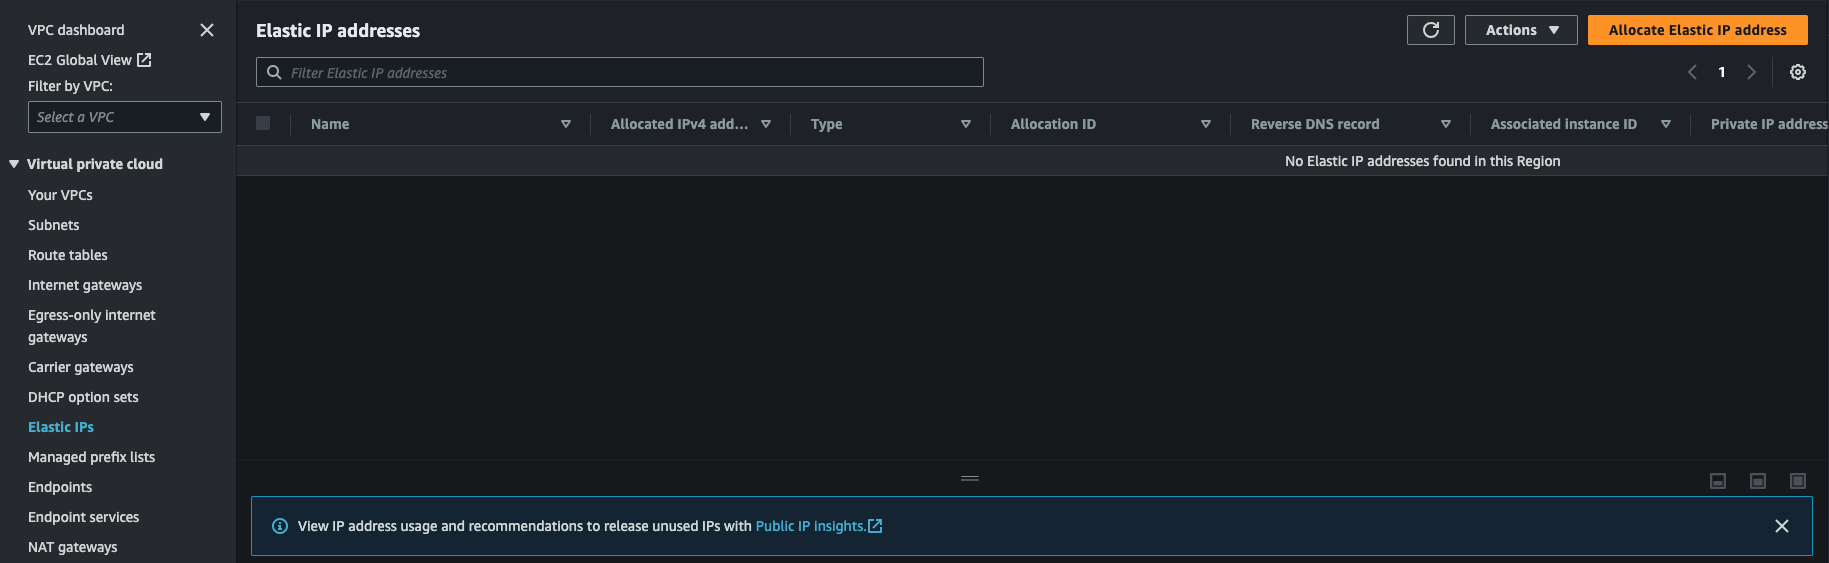 VPC dashboard
EC2 Global View
Filter by VPC:
Select a VPC
Virtual private cloud
Your VPCs
Subnets
Route tables
Internet gateways
Egress-only internet
gateways
Carrier gateways
DHCP option sets
Elastic IPs
Managed prefix lists
Endpoints
Endpoint services
NAT gateways
Elastic IP addresses
Actions
Allocate Elastic IP address
Filter Elastic IP addresses
1
Name
Allocated IPv4 add...
Type
Allocation ID
Reverse DNS record
Associated instance ID
Private IP address
No Elastic IP addresses found in this Region
View IP address usage and recommendations to release unused IPs with Public IP insights.